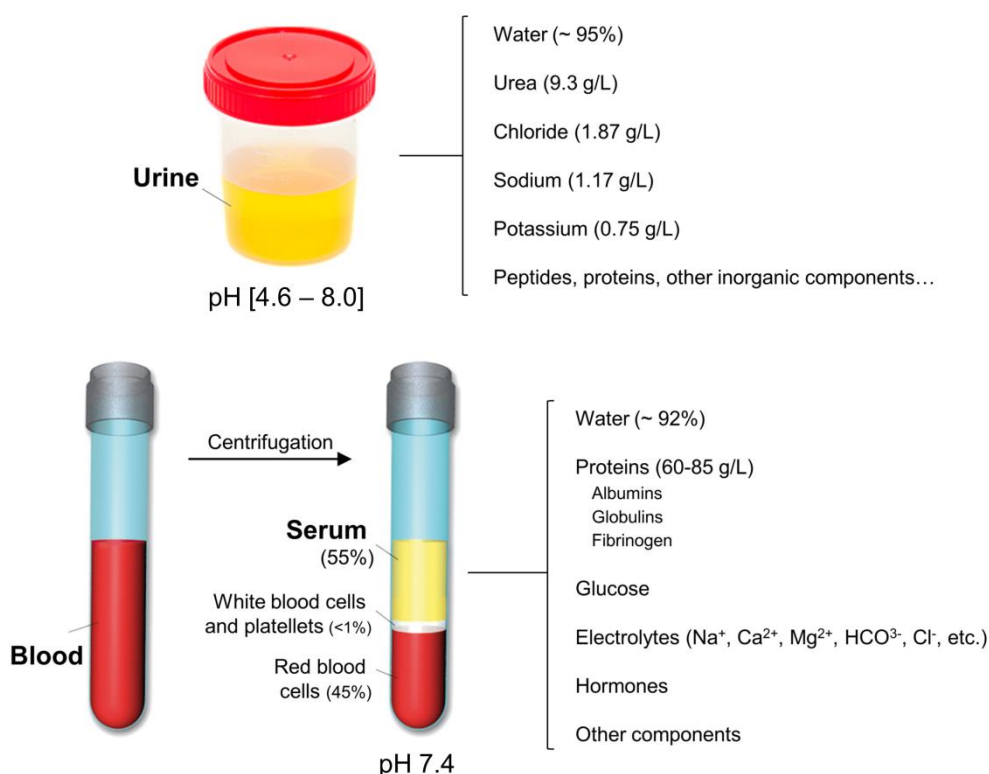 Water (~ 95%)
Urea (9.3 g/L)
Chloride (1.87 g/L)
Sodium (1.17 g/L)
Potassium (0.75 g/L)
Peptides, proteins, other inorganic components…
Urine
pH [4.6 – 8.0]
Centrifugation
Blood
Serum
(55%)
White blood cells
and platellets (<1%)
Red blood
cells (45%)
pH 7.4
Water (~ 92%)
Proteins (60-85 g/L)
Albumins
Globulins
Fibrinogen
Glucose
Electrolytes (Na⁺, Ca²⁺, Mg²⁺, HCO³⁻, Cl⁻, etc.)
Hormones
Other components